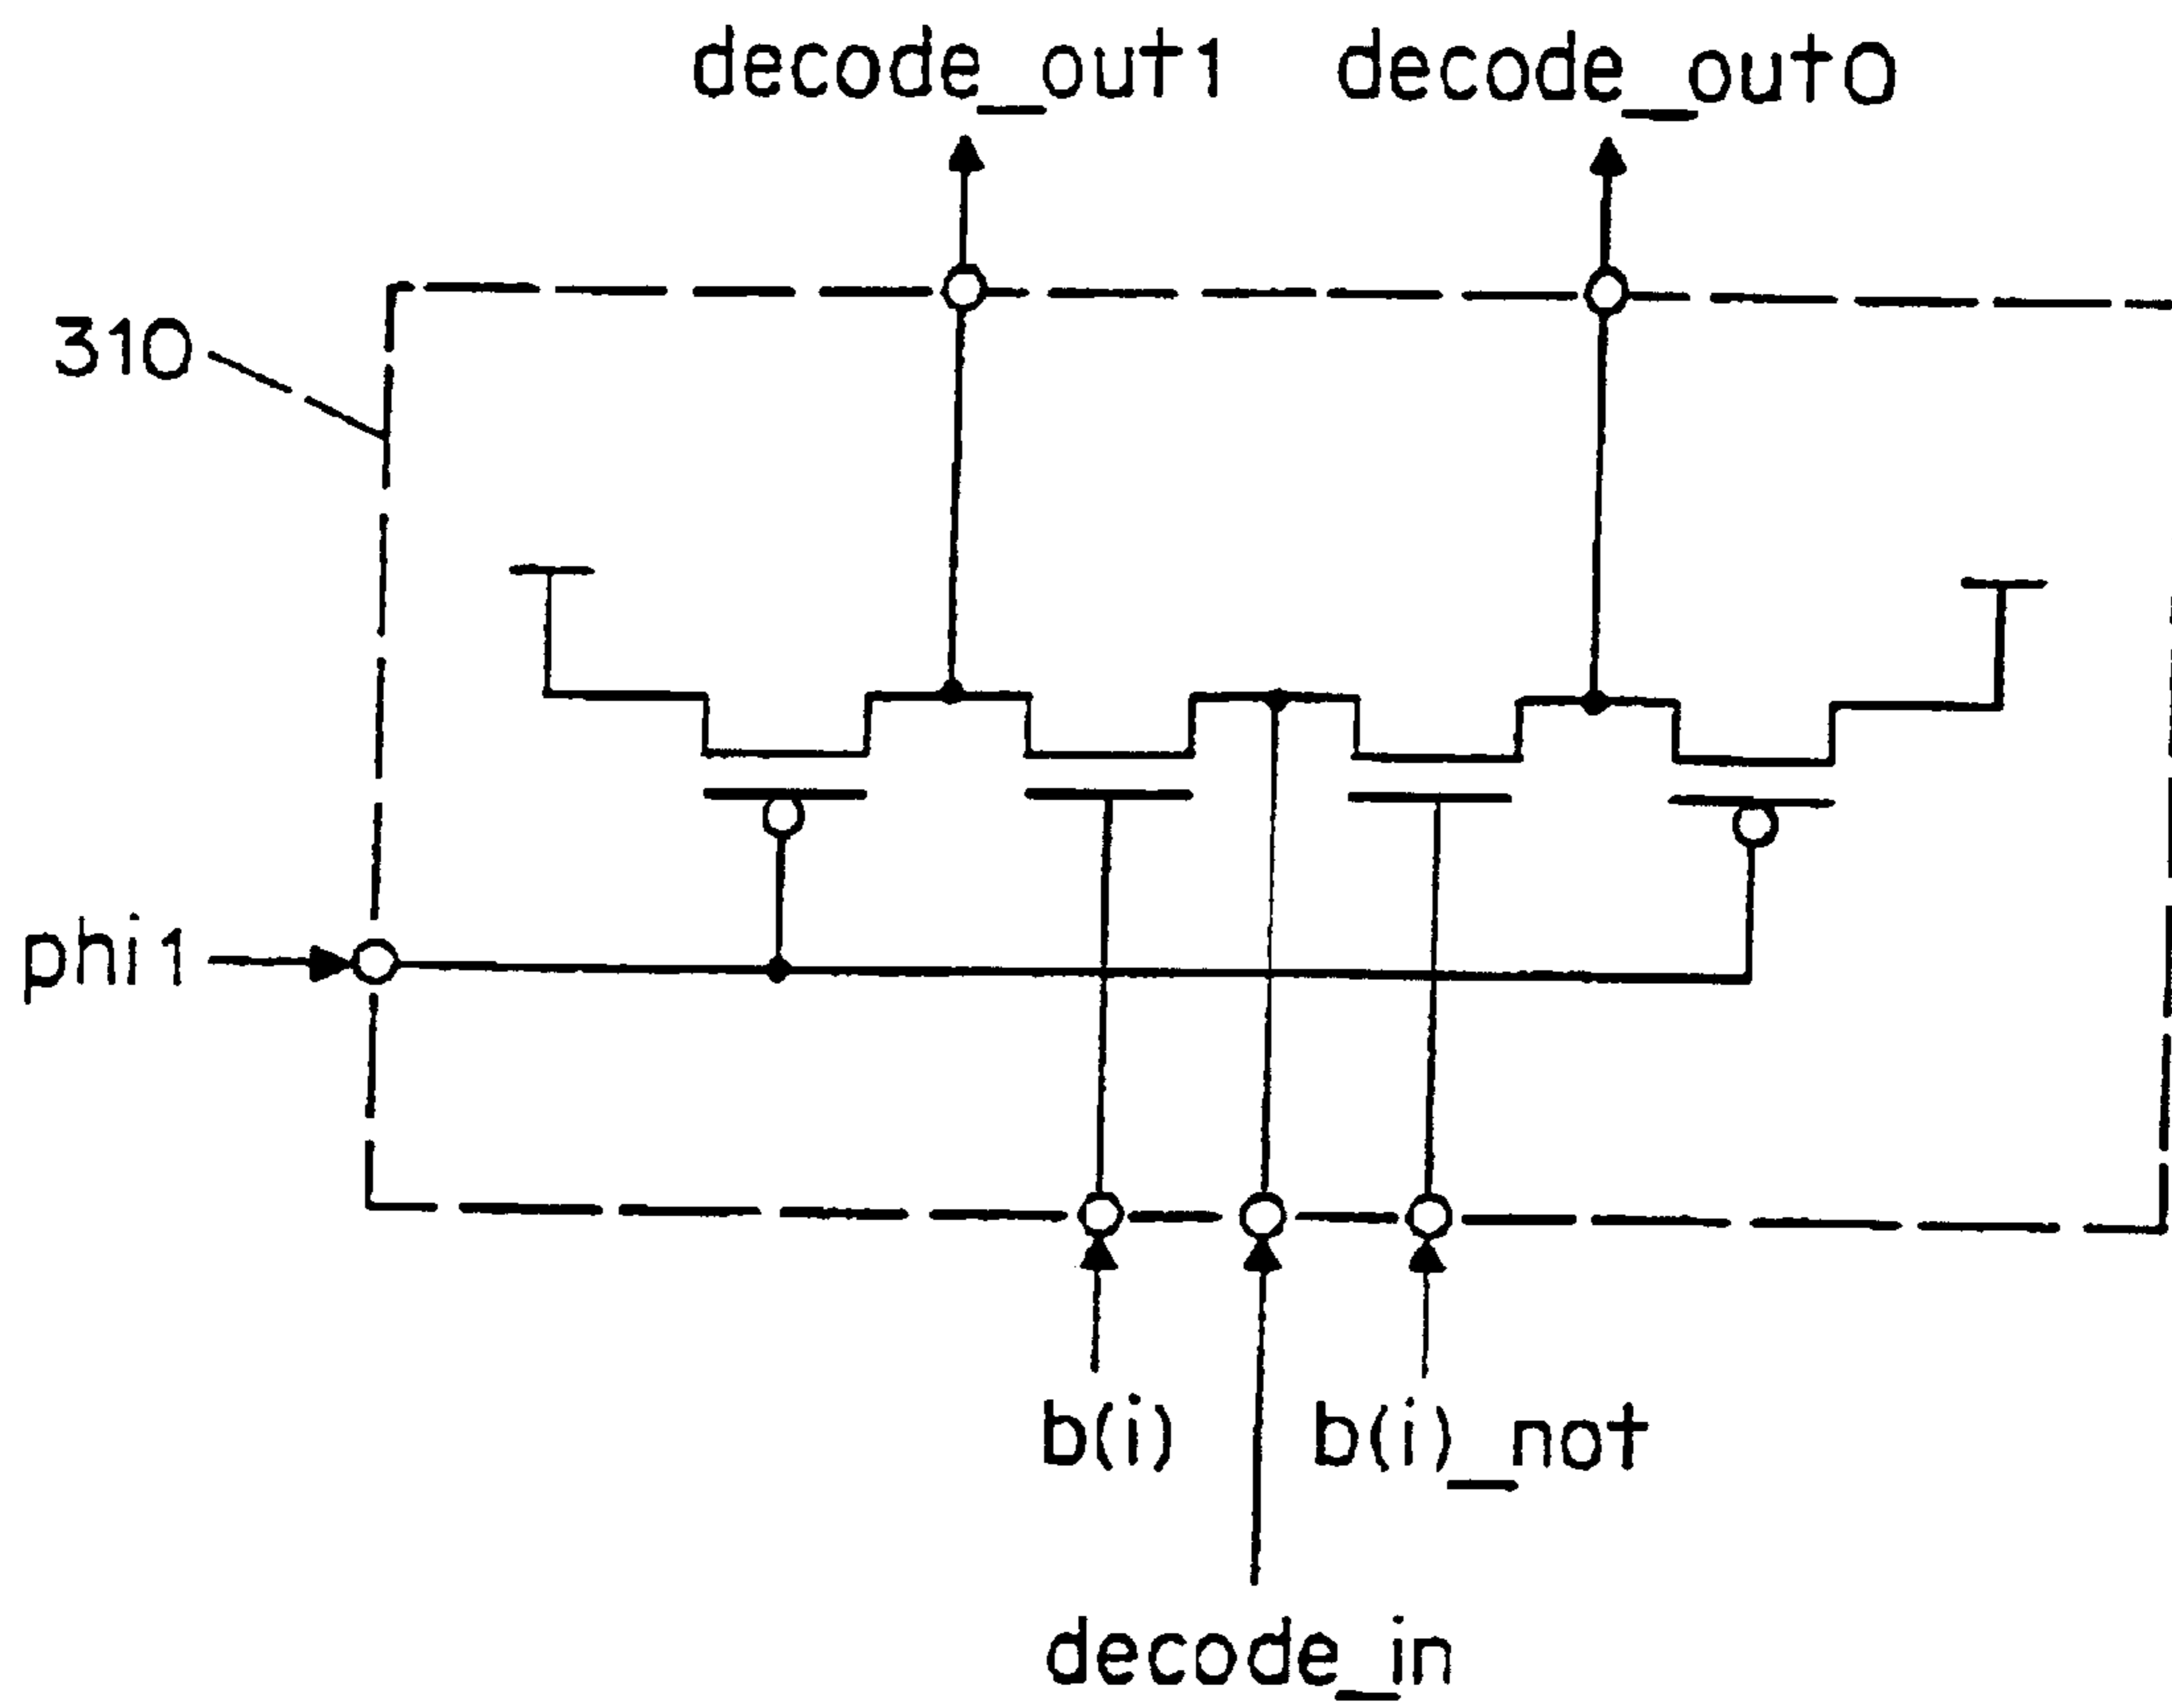 decode_out1 decode_out0
310
phi1
b(i) b(i)_not
decode_in